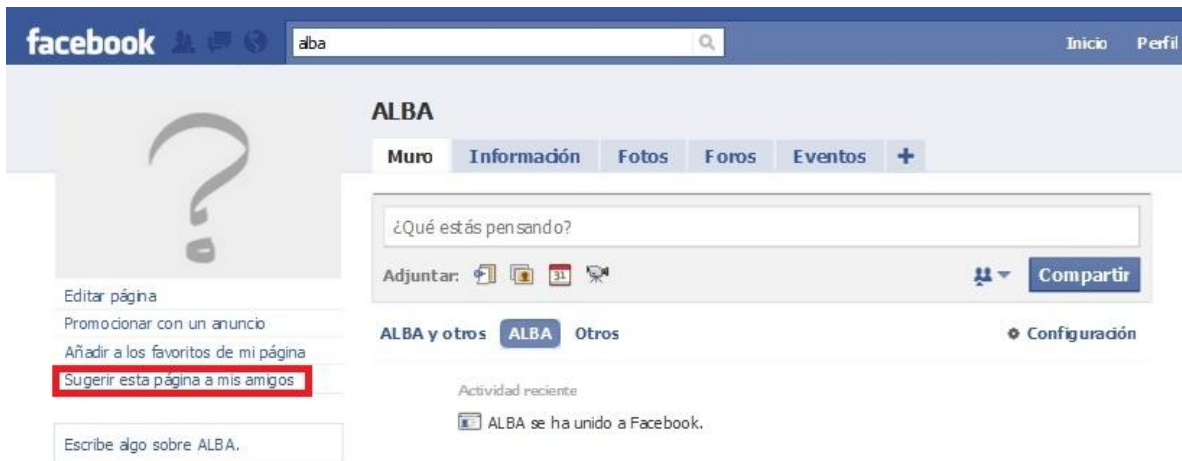 facebook alba Inicio Perfil
ALBA
Muro Información Fotos Foros Eventos +
¿Qué estás pensando?
Adjuntar: 31 Compartir
Editar página
Promocionar con un anuncio
Añadir a los favoritos de mi página
Sugerir esta página a mis amigos
Escribe algo sobre ALBA.
ALBA y otros ALBA Otros Configuración
Actividad reciente
ALBA se ha unido a Facebook.